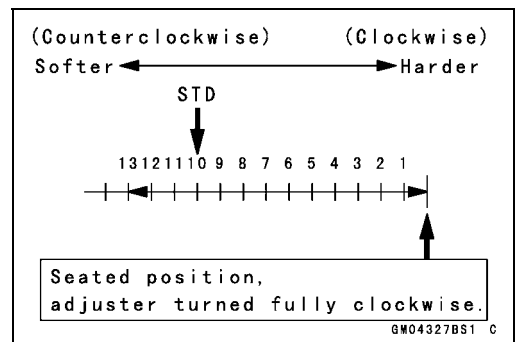 (Counterclockwise) (Clockwise)
Softer Harder
STD
13 12 11 10 9 8 7 6 5 4 3 2 1
Seated position,
adjuster turned fully clockwise.
GM04327BS1 C